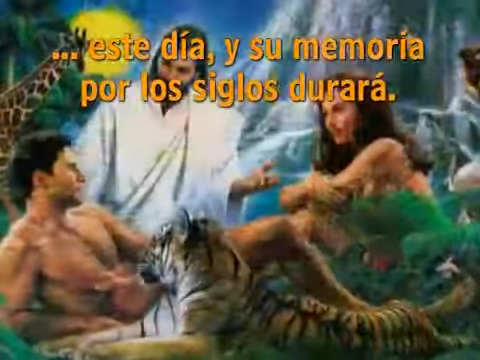 ... este día, y su memoria
por los siglos durará.